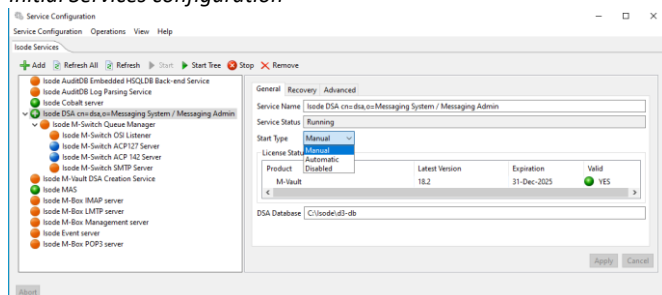 Initial Services configuration
Service Configuration
Service Configuration Operations View Help
Isode Services
Add Refresh All Refresh Start Start Tree Stop Remove
Isode AuditDB Embedded HSQLDB Back-end Service
Isode AuditDB Log Parsing Service
Isode Cobalt server
Isode DSA cn=dsa,o=Messaging System / Messaging Admin
Isode M-Switch Queue Manager
Isode M-Switch OSI Listener
Isode M-Switch ACP127 Server
Isode M-Switch ACP 142 Server
Isode M-Switch SMTP Server
Isode M-Vault DSA Creation Service
Isode MAS
Isode M-Box IMAP server
Isode M-Box LMTP server
Isode M-Box Management server
Isode Event server
Isode M-Box POP3 server
General Recovery Advanced
Service Name Isode DSA cn=dsa,o=Messaging System / Messaging Admin
Service Status Running
Start Type Manual
Manual
Automatic
Disabled
License Statu
Product Latest Version Expiration Valid
M-Vault 18.2 31-Dec-2025 YES
DSA Database C:\Isode\d3-db
Apply Cancel
Abort